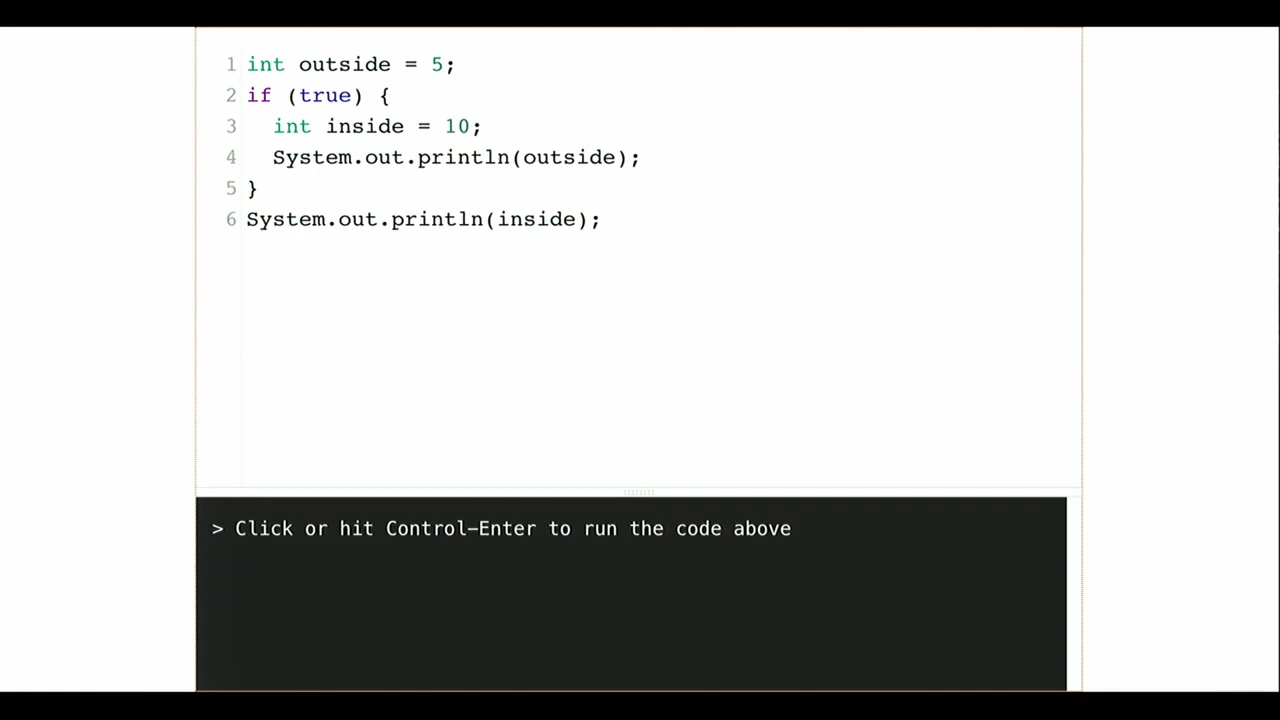 1 int outside = 5;
2 if (true) {
3   int inside = 10;
4   System.out.println(outside);
5 }
6 System.out.println(inside);
> Click or hit Control-Enter to run the code above